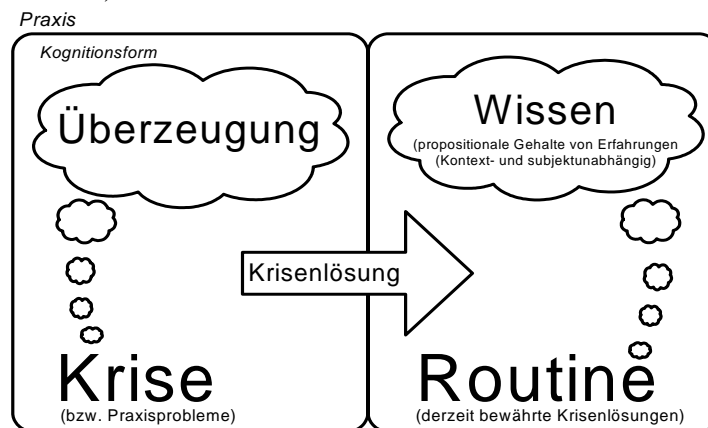 Praxis
Kognitionsform
Überzeugung
Wissen
(propositionale Gehalte von Erfahrungen
(Kontext- und subjektunabhängig)
Krisenlösung
Krise
(bzw. Praxisprobleme)
Routine
(derzeit bewährte Krisenlösungen)